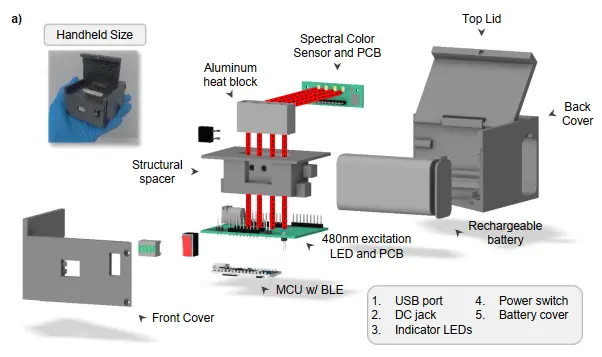 a)
Handheld Size
Top Lid
Spectral Color
Sensor and PCB
Aluminum
heat block
Back
Cover
Structural
spacer
Rechargeable
battery
480nm excitation
LED and PCB
MCU w/ BLE
Front Cover
1. USB port
2. DC jack
3. Indicator LEDs
4. Power switch
5. Battery cover